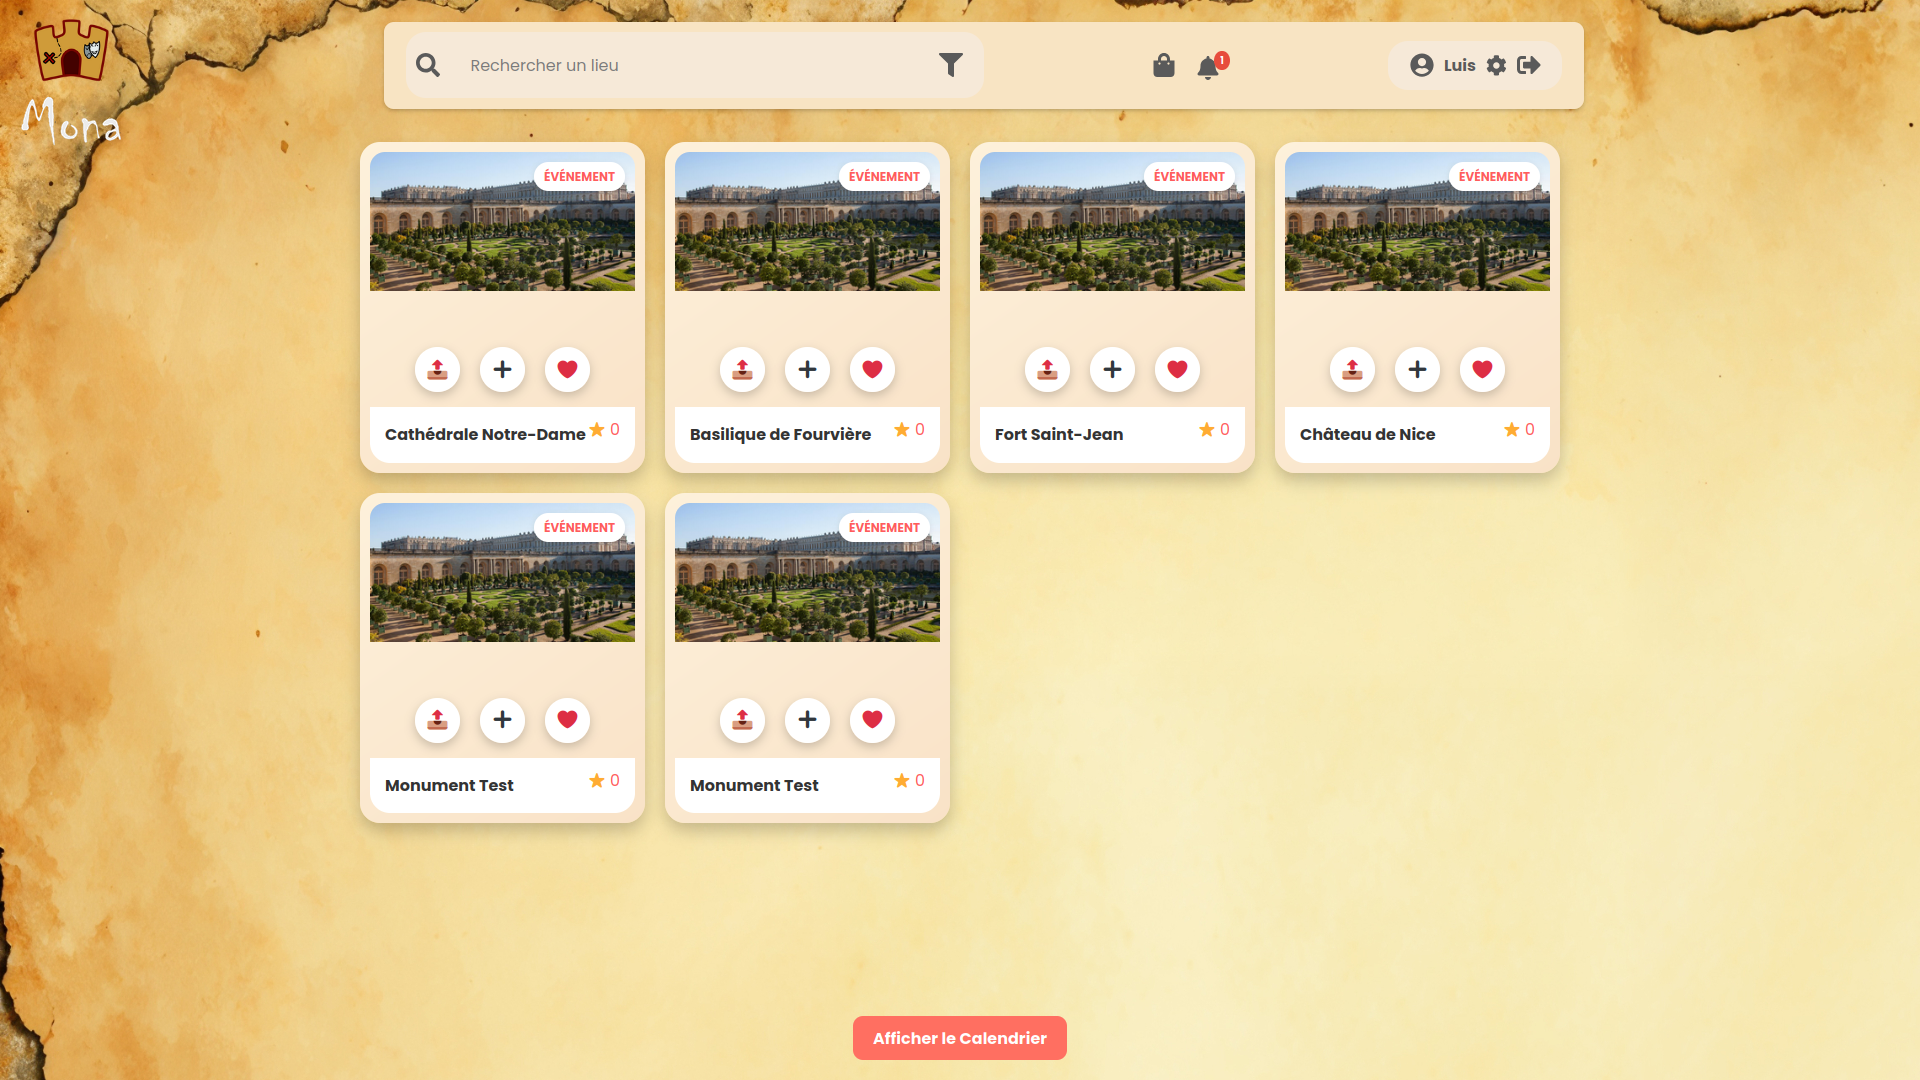 Mona
Rechercher un lieu
1
Luis
ÉVÉNEMENT
ÉVÉNEMENT
ÉVÉNEMENT
ÉVÉNEMENT
Cathédrale Notre-Dame 0
Basilique de Fourvière 0
Fort Saint-Jean 0
Château de Nice 0
ÉVÉNEMENT
ÉVÉNEMENT
Monument Test 0
Monument Test 0
Afficher le Calendrier